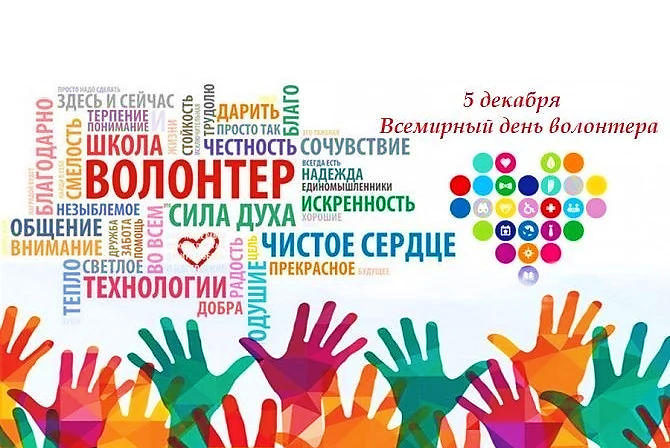 5 декабря
Всемирный день волонтера
ПРОСТО НАДО СДЕЛАТЬ
ЗДЕСЬ И СЕЙЧАС
ТЕРПЕНИЕ
ПОНИМАНИЕ
И
ШКОЛА
ВОЛОНТЕР
БЛАГОДАРНО
СМЕЛОСТЬ
ЖИЗНИ
СТОЙКОСТЬ
ТРУДОЛЮ
ДАРИТЬ
ПРОСТО ТАК
ЧЕСТНОСТЬ
БЛАГО
СОЧУВСТВИЕ
ВСЕГДА ЕСТЬ
НАДЕЖДА
ЕДИНОМЫШЛЕННИКИ
ИСКРЕННОСТЬ
ХОРОШИЕ
НЕЗЫБЛЕМОЕ
СИЛА ДУХА
ОБЩЕНИЕ
ВНИМАНИЕ
ДРУЖБА
ЗАБОТА
ПОМОЩЬ
ВО ВСЕМ
ЦЕЛЬ
ЧИСТОЕ СЕРДЦЕ
ПРЕКРАСНОЕ
БУДУЩЕЕ
ТЕПЛО
СВЕТЛОЕ
ТЕХНОЛОГИИ
ДОБРА
РАДОСТЬ
ОДУШИЕ